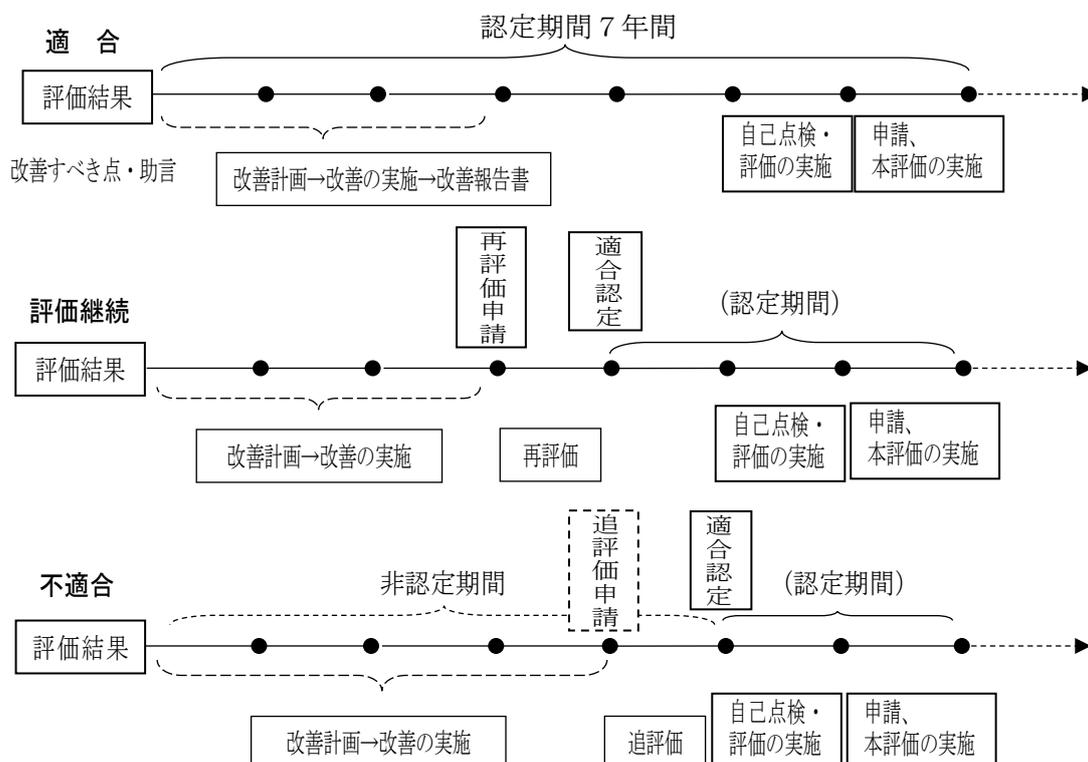 認定期間7年間
適　合
評価結果
改善すべき点・助言
改善計画→改善の実施→改善報告書
自己点検・
評価の実施
申請、
本評価の実施
再評価申請
適合認定
評価継続
(認定期間)
評価結果
改善計画→改善の実施
再評価
自己点検・
評価の実施
申請、
本評価の実施
追評価申請
適合認定
不適合
非認定期間
(認定期間)
評価結果
改善計画→改善の実施
追評価
自己点検・
評価の実施
申請、
本評価の実施